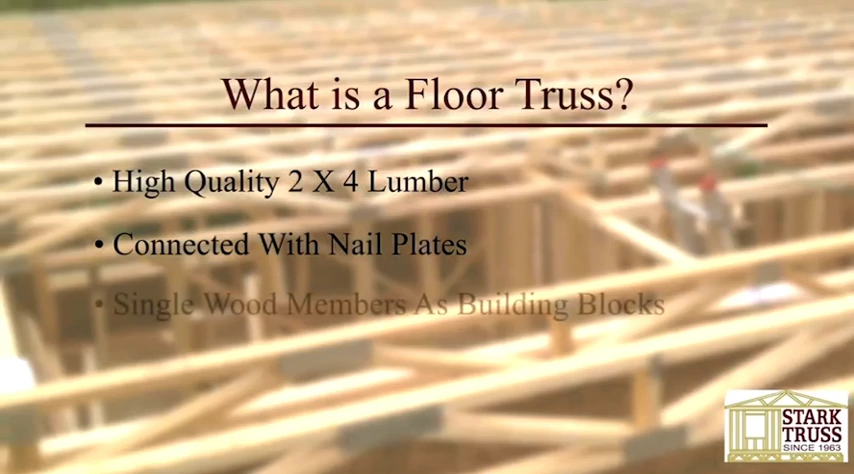 What is a Floor Truss?
• High Quality 2 X 4 Lumber
• Connected With Nail Plates
• Single Wood Members As Building Blocks
STARK
TRUSS
SINCE 1963